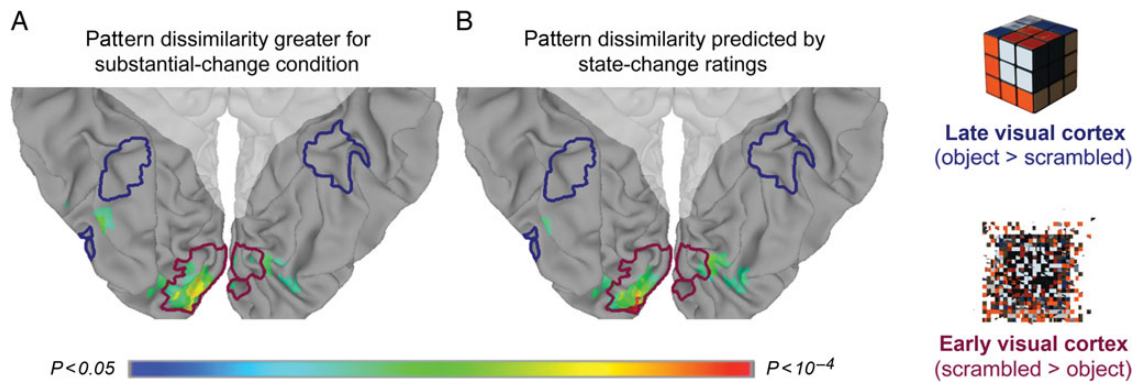 A
Pattern dissimilarity greater for
substantial-change condition
B
Pattern dissimilarity predicted by
state-change ratings
Late visual cortex
(object > scrambled)
Early visual cortex
(scrambled > object)
P < 0.05
P < 10⁻⁴